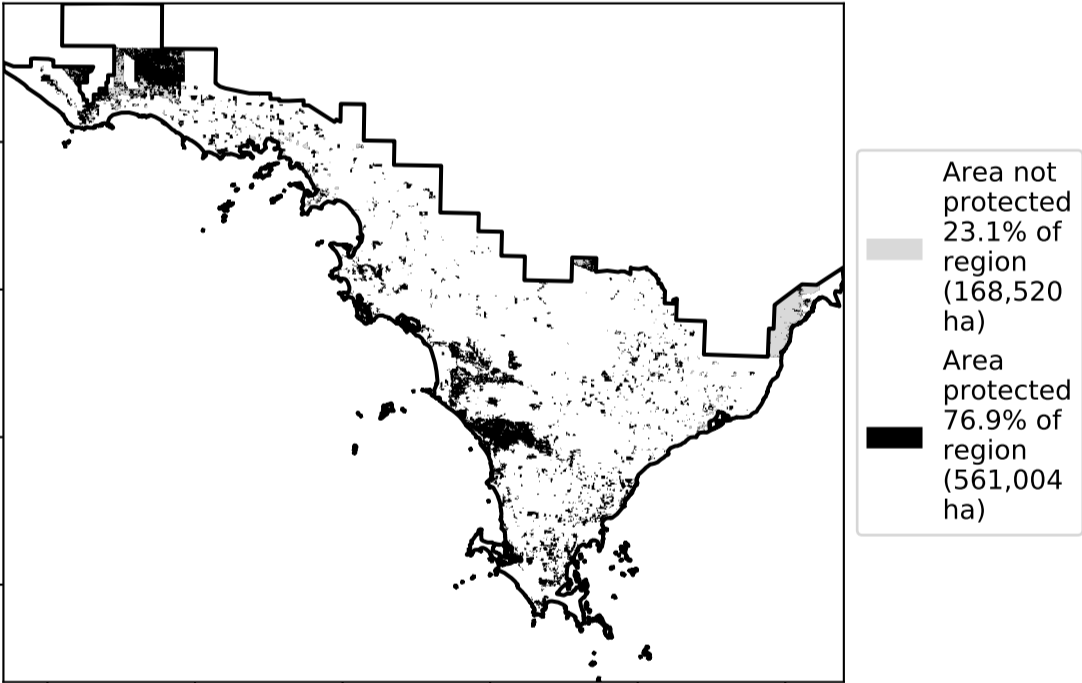 Area not
protected
23.1% of
region
(168,520
ha)
Area
protected
76.9% of
region
(561,004
ha)